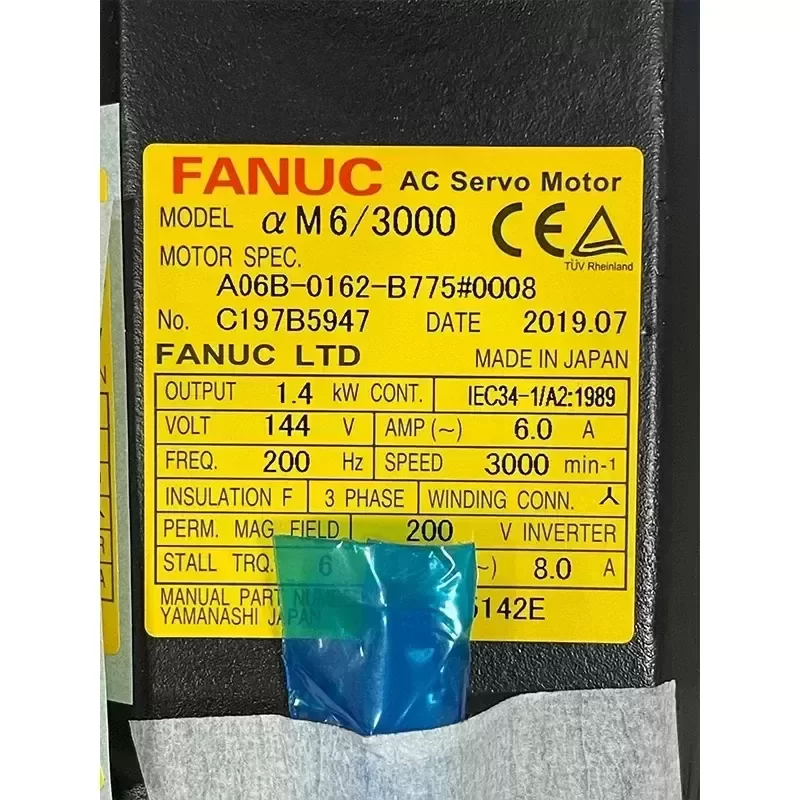 FANUC AC Servo Motor
MODEL α M6/3000
CE TÜV Rheinland
MOTOR SPEC.
A06B-0162-B775#0008
No. C197B5947 DATE 2019.07
FANUC LTD MADE IN JAPAN
OUTPUT 1.4 kW CONT. IEC34-1/A2:1989
VOLT 144 V AMP (~) 6.0 A
FREQ. 200 Hz SPEED 3000 min-1
INSULATION F 3 PHASE WINDING CONN. ⅄
PERM. MAG FIELD 200 V INVERTER
STALL TRQ. 6 ~) 8.0 A
MANUAL PART 5142E
YAMANASHI JAPAN